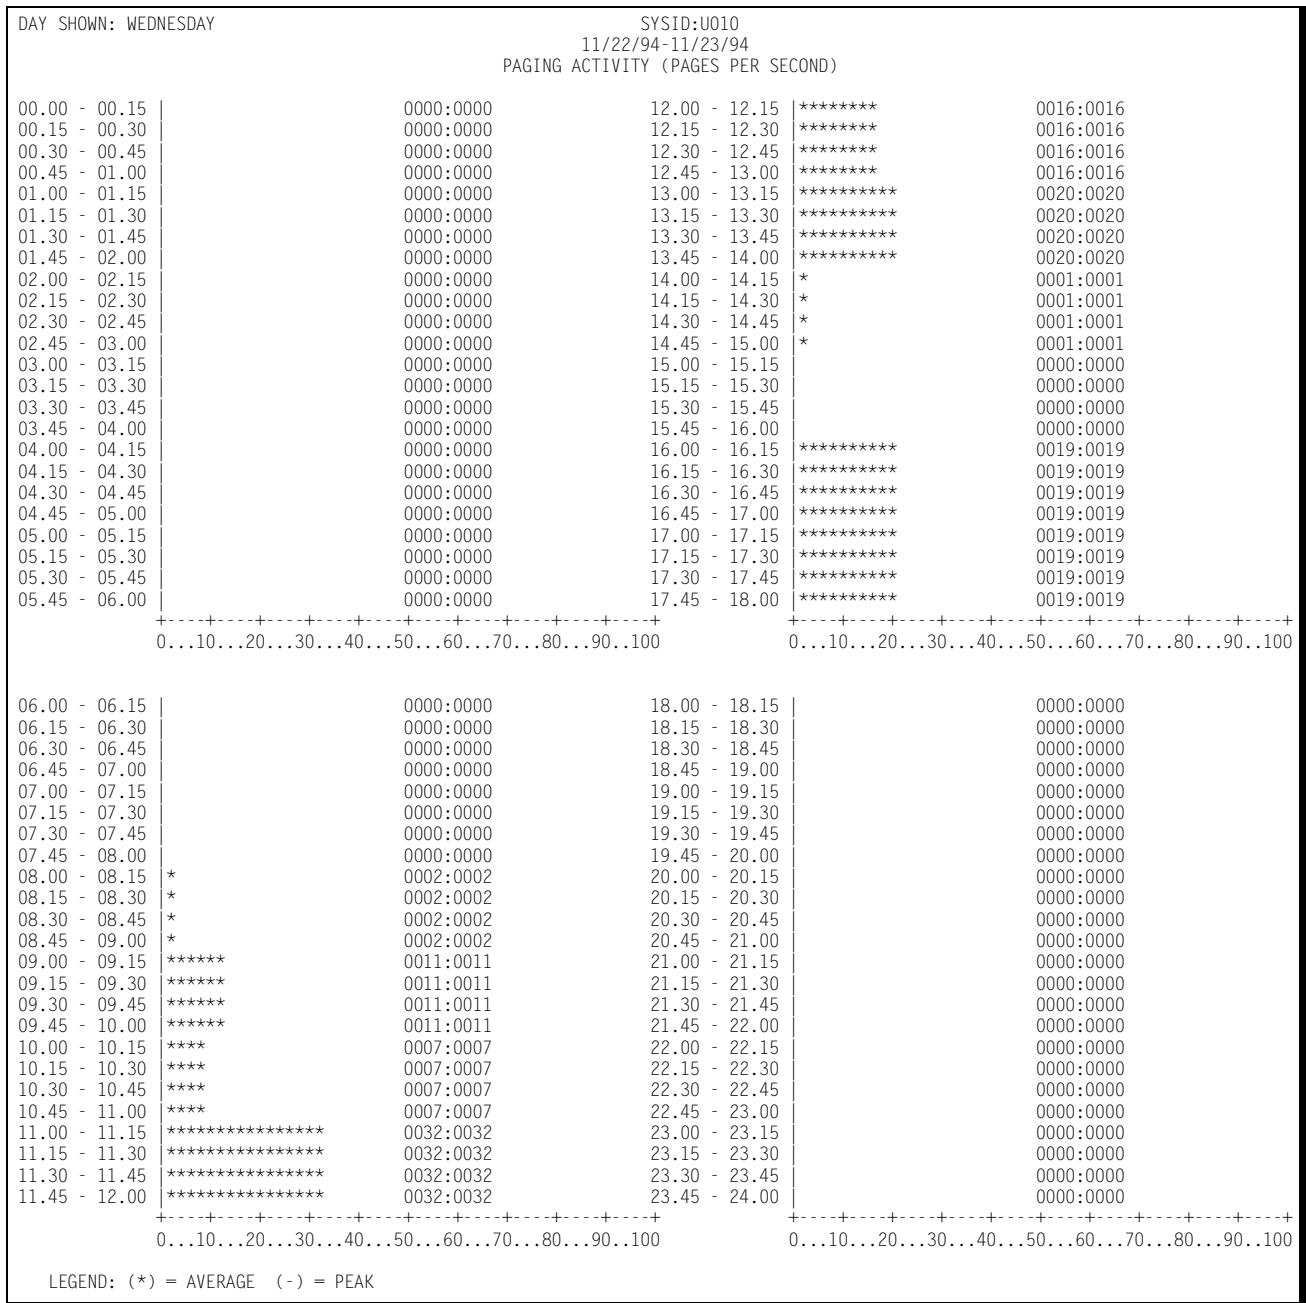 DAY SHOWN: WEDNESDAY SYSID:U010
11/22/94-11/23/94
PAGING ACTIVITY (PAGES PER SECOND)
00.00 - 00.15 | 0000:0000 12.00 - 12.15 |******** 0016:0016
00.15 - 00.30 | 0000:0000 12.15 - 12.30 |******** 0016:0016
00.30 - 00.45 | 0000:0000 12.30 - 12.45 |******** 0016:0016
00.45 - 01.00 | 0000:0000 12.45 - 13.00 |******** 0016:0016
01.00 - 01.15 | 0000:0000 13.00 - 13.15 |********** 0020:0020
01.15 - 01.30 | 0000:0000 13.15 - 13.30 |********** 0020:0020
01.30 - 01.45 | 0000:0000 13.30 - 13.45 |********** 0020:0020
01.45 - 02.00 | 0000:0000 13.45 - 14.00 |********** 0020:0020
02.00 - 02.15 | 0000:0000 14.00 - 14.15 |* 0001:0001
02.15 - 02.30 | 0000:0000 14.15 - 14.30 |* 0001:0001
02.30 - 02.45 | 0000:0000 14.30 - 14.45 |* 0001:0001
02.45 - 03.00 | 0000:0000 14.45 - 15.00 |* 0001:0001
03.00 - 03.15 | 0000:0000 15.00 - 15.15 | 0000:0000
03.15 - 03.30 | 0000:0000 15.15 - 15.30 | 0000:0000
03.30 - 03.45 | 0000:0000 15.30 - 15.45 | 0000:0000
03.45 - 04.00 | 0000:0000 15.45 - 16.00 | 0000:0000
04.00 - 04.15 | 0000:0000 16.00 - 16.15 |********** 0019:0019
04.15 - 04.30 | 0000:0000 16.15 - 16.30 |********** 0019:0019
04.30 - 04.45 | 0000:0000 16.30 - 16.45 |********** 0019:0019
04.45 - 05.00 | 0000:0000 16.45 - 17.00 |********** 0019:0019
05.00 - 05.15 | 0000:0000 17.00 - 17.15 |********** 0019:0019
05.15 - 05.30 | 0000:0000 17.15 - 17.30 |********** 0019:0019
05.30 - 05.45 | 0000:0000 17.30 - 17.45 |********** 0019:0019
05.45 - 06.00 | 0000:0000 17.45 - 18.00 |********** 0019:0019
+----+----+----+----+----+----+----+----+----+----+ +----+----+----+----+----+----+----+----+----+----+
0...10...20...30...40...50...60...70...80...90..100 0...10...20...30...40...50...60...70...80...90..100
06.00 - 06.15 | 0000:0000 18.00 - 18.15 | 0000:0000
06.15 - 06.30 | 0000:0000 18.15 - 18.30 | 0000:0000
06.30 - 06.45 | 0000:0000 18.30 - 18.45 | 0000:0000
06.45 - 07.00 | 0000:0000 18.45 - 19.00 | 0000:0000
07.00 - 07.15 | 0000:0000 19.00 - 19.15 | 0000:0000
07.15 - 07.30 | 0000:0000 19.15 - 19.30 | 0000:0000
07.30 - 07.45 | 0000:0000 19.30 - 19.45 | 0000:0000
07.45 - 08.00 | 0000:0000 19.45 - 20.00 | 0000:0000
08.00 - 08.15 |* 0002:0002 20.00 - 20.15 | 0000:0000
08.15 - 08.30 |* 0002:0002 20.15 - 20.30 | 0000:0000
08.30 - 08.45 |* 0002:0002 20.30 - 20.45 | 0000:0000
08.45 - 09.00 |* 0002:0002 20.45 - 21.00 | 0000:0000
09.00 - 09.15 |****** 0011:0011 21.00 - 21.15 | 0000:0000
09.15 - 09.30 |****** 0011:0011 21.15 - 21.30 | 0000:0000
09.30 - 09.45 |****** 0011:0011 21.30 - 21.45 | 0000:0000
09.45 - 10.00 |****** 0011:0011 21.45 - 22.00 | 0000:0000
10.00 - 10.15 |**** 0007:0007 22.00 - 22.15 | 0000:0000
10.15 - 10.30 |**** 0007:0007 22.15 - 22.30 | 0000:0000
10.30 - 10.45 |**** 0007:0007 22.30 - 22.45 | 0000:0000
10.45 - 11.00 |**** 0007:0007 22.45 - 23.00 | 0000:0000
11.00 - 11.15 |**************** 0032:0032 23.00 - 23.15 | 0000:0000
11.15 - 11.30 |**************** 0032:0032 23.15 - 23.30 | 0000:0000
11.30 - 11.45 |**************** 0032:0032 23.30 - 23.45 | 0000:0000
11.45 - 12.00 |**************** 0032:0032 23.45 - 24.00 | 0000:0000
+----+----+----+----+----+----+----+----+----+----+ +----+----+----+----+----+----+----+----+----+----+
0...10...20...30...40...50...60...70...80...90..100 0...10...20...30...40...50...60...70...80...90..100
LEGEND: (*) = AVERAGE (-) = PEAK